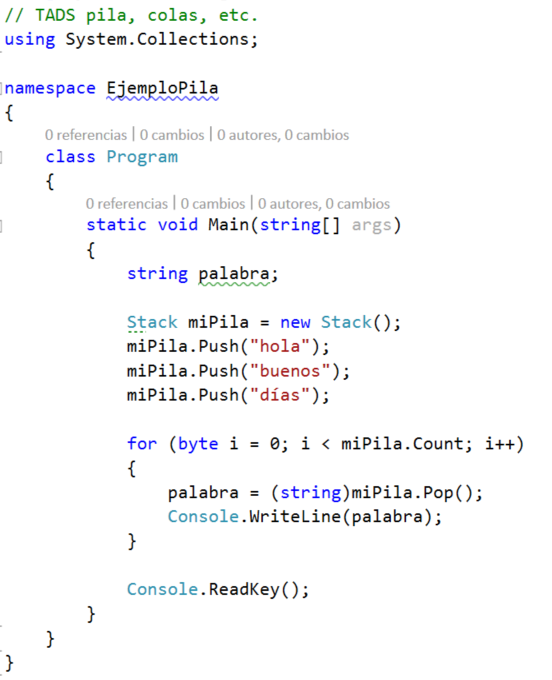 // TADS pila, colas, etc.
using System.Collections;
namespace EjemploPila
{
0 referencias | 0 cambios | 0 autores, 0 cambios
class Program
{
0 referencias | 0 cambios | 0 autores, 0 cambios
static void Main(string[] args)
{
string palabra;
Stack miPila = new Stack();
miPila.Push("hola");
miPila.Push("buenos");
miPila.Push("días");
for (byte i = 0; i < miPila.Count; i++)
{
palabra = (string)miPila.Pop();
Console.WriteLine(palabra);
}
Console.ReadKey();
}
}
}